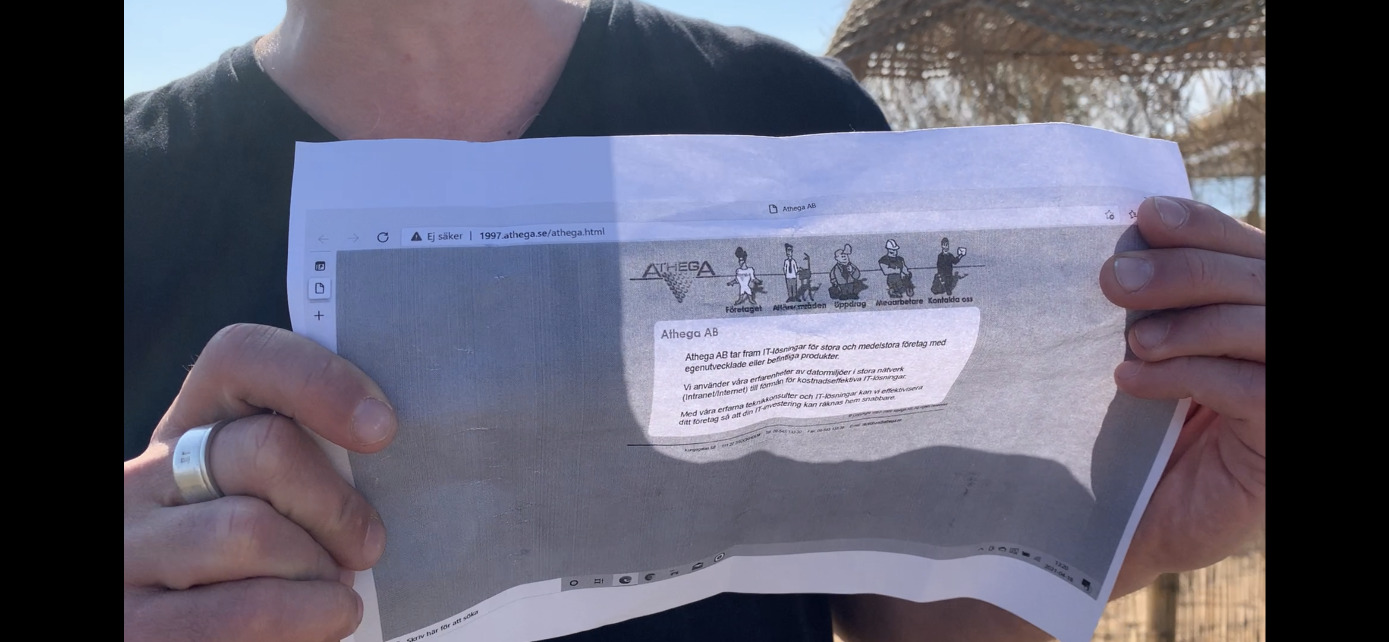 Athega AB
Ej säker | 1997.athega.se/athega.html
ATHEGA
Företaget Affärsområden Uppdrag Medarbetare Kontakta oss
Athega AB
Athega AB tar fram IT-lösningar för stora och medelstora företag med
egenutvecklade eller befintliga produkter.
Vi använder våra erfarenheter av datormiljöer i stora nätverk
(Intranet/Internet) till förmån för kostnadseffektiva IT-lösningar.
Med våra erfarna teknikkonsulter och IT-lösningar kan vi effektivisera
ditt företag så att din IT-investering kan räknas hem snabbare.
Skriv här för att söka